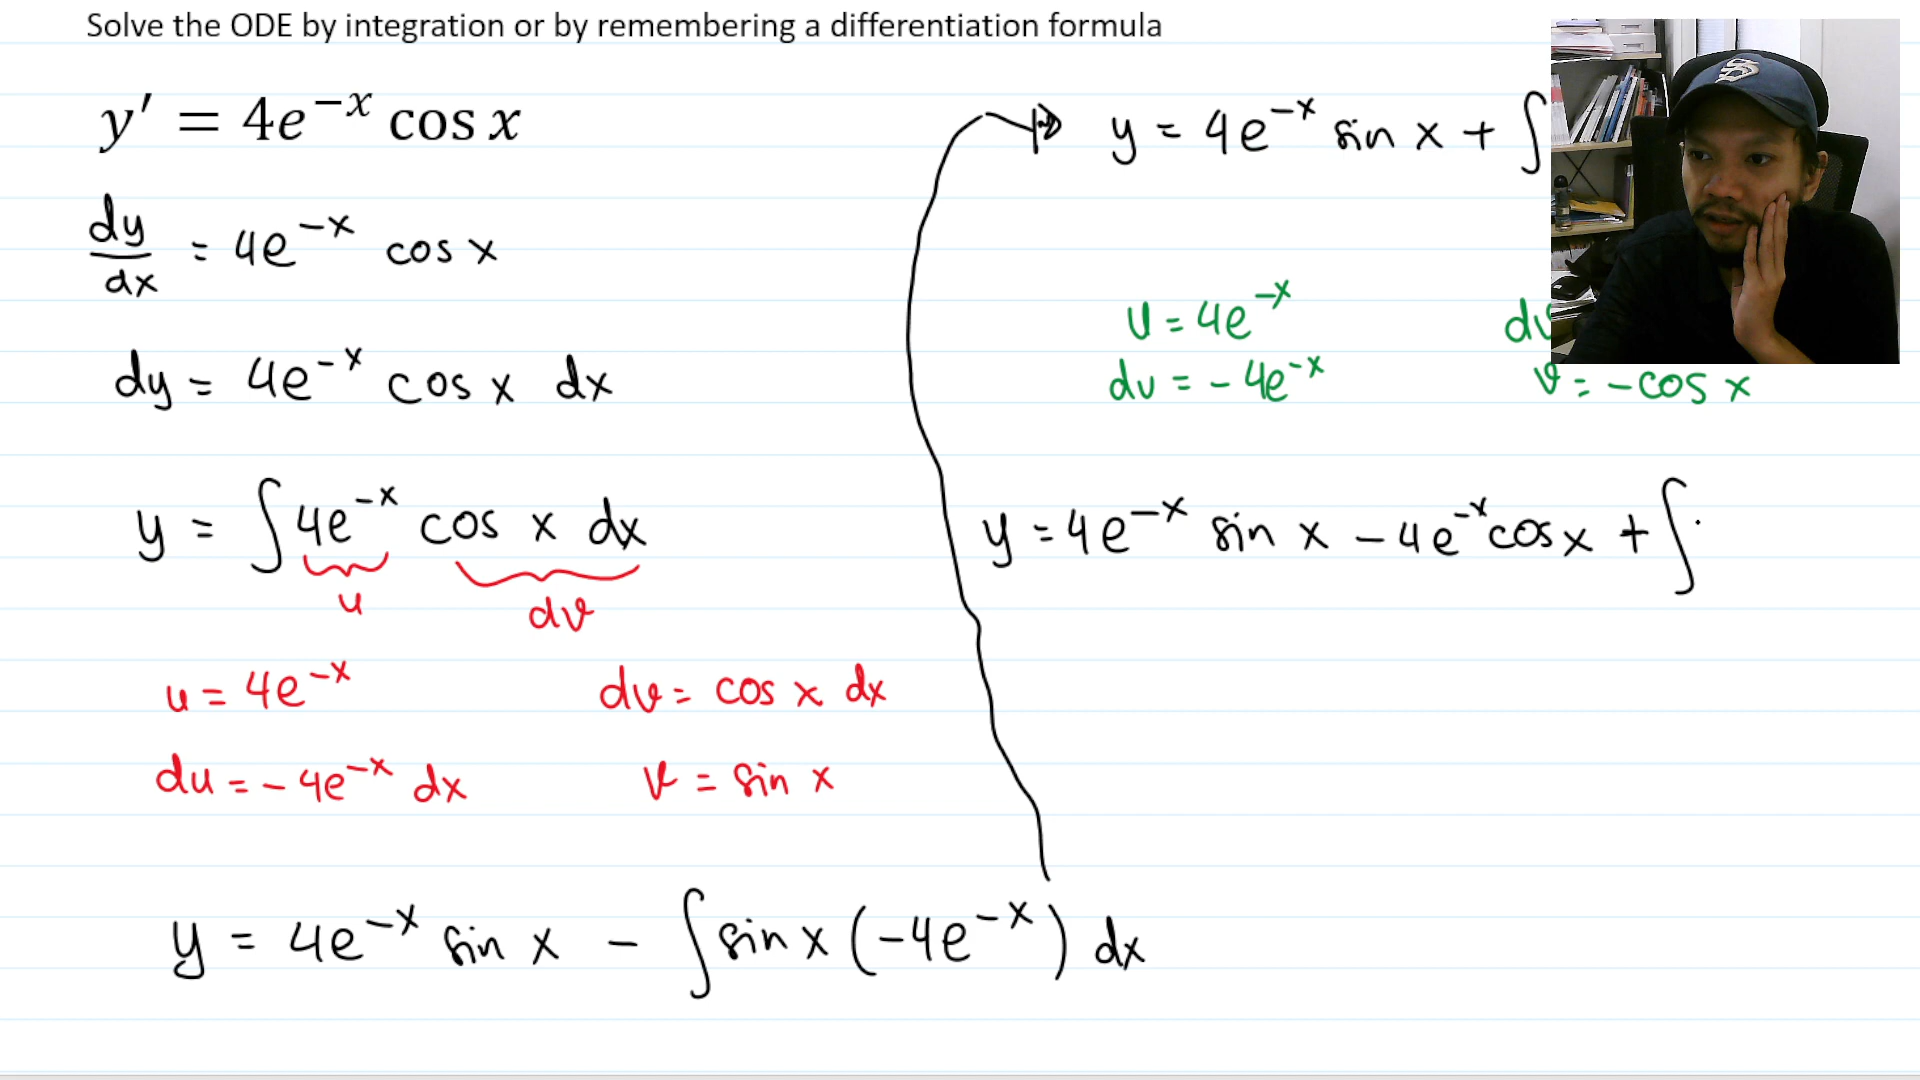 Solve the ODE by integration or by remembering a differentiation formula
y′ = 4e^−x cos x
dy/dx = 4e^−x cos x
dy = 4e^−x cos x dx
y = ∫ 4e^−x cos x dx
u dv
u = 4e^−x dv = cos x dx
du = −4e^−x dx v = sin x
y = 4e^−x sin x − ∫ sin x (−4e^−x) dx
y = 4e^−x sin x + ∫
u = 4e^−x
du = −4e^−x v = −cos x
y = 4e^−x sin x − 4e^−x cos x + ∫
S